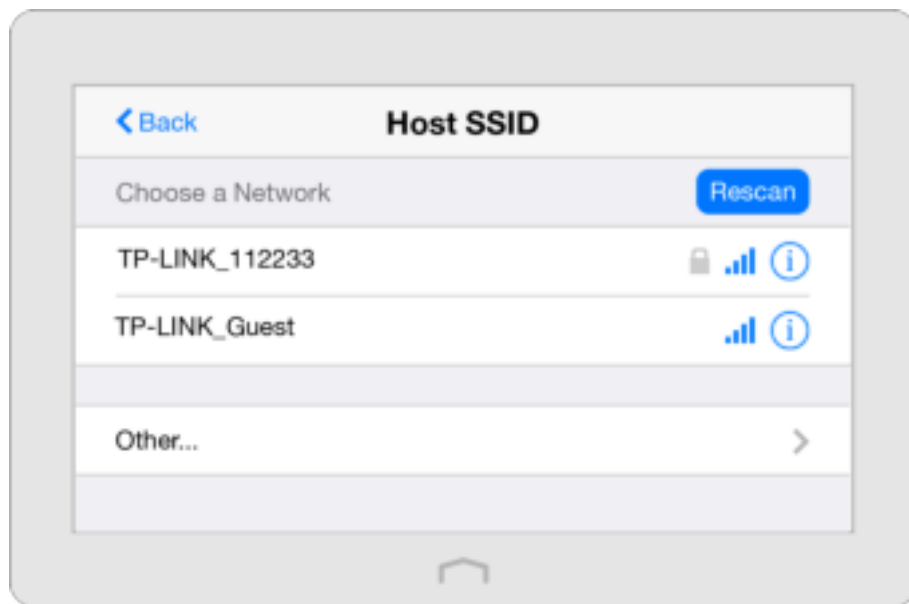 Back
Host SSID
Choose a Network
Rescan
TP-LINK_112233
TP-LINK_Guest
Other...